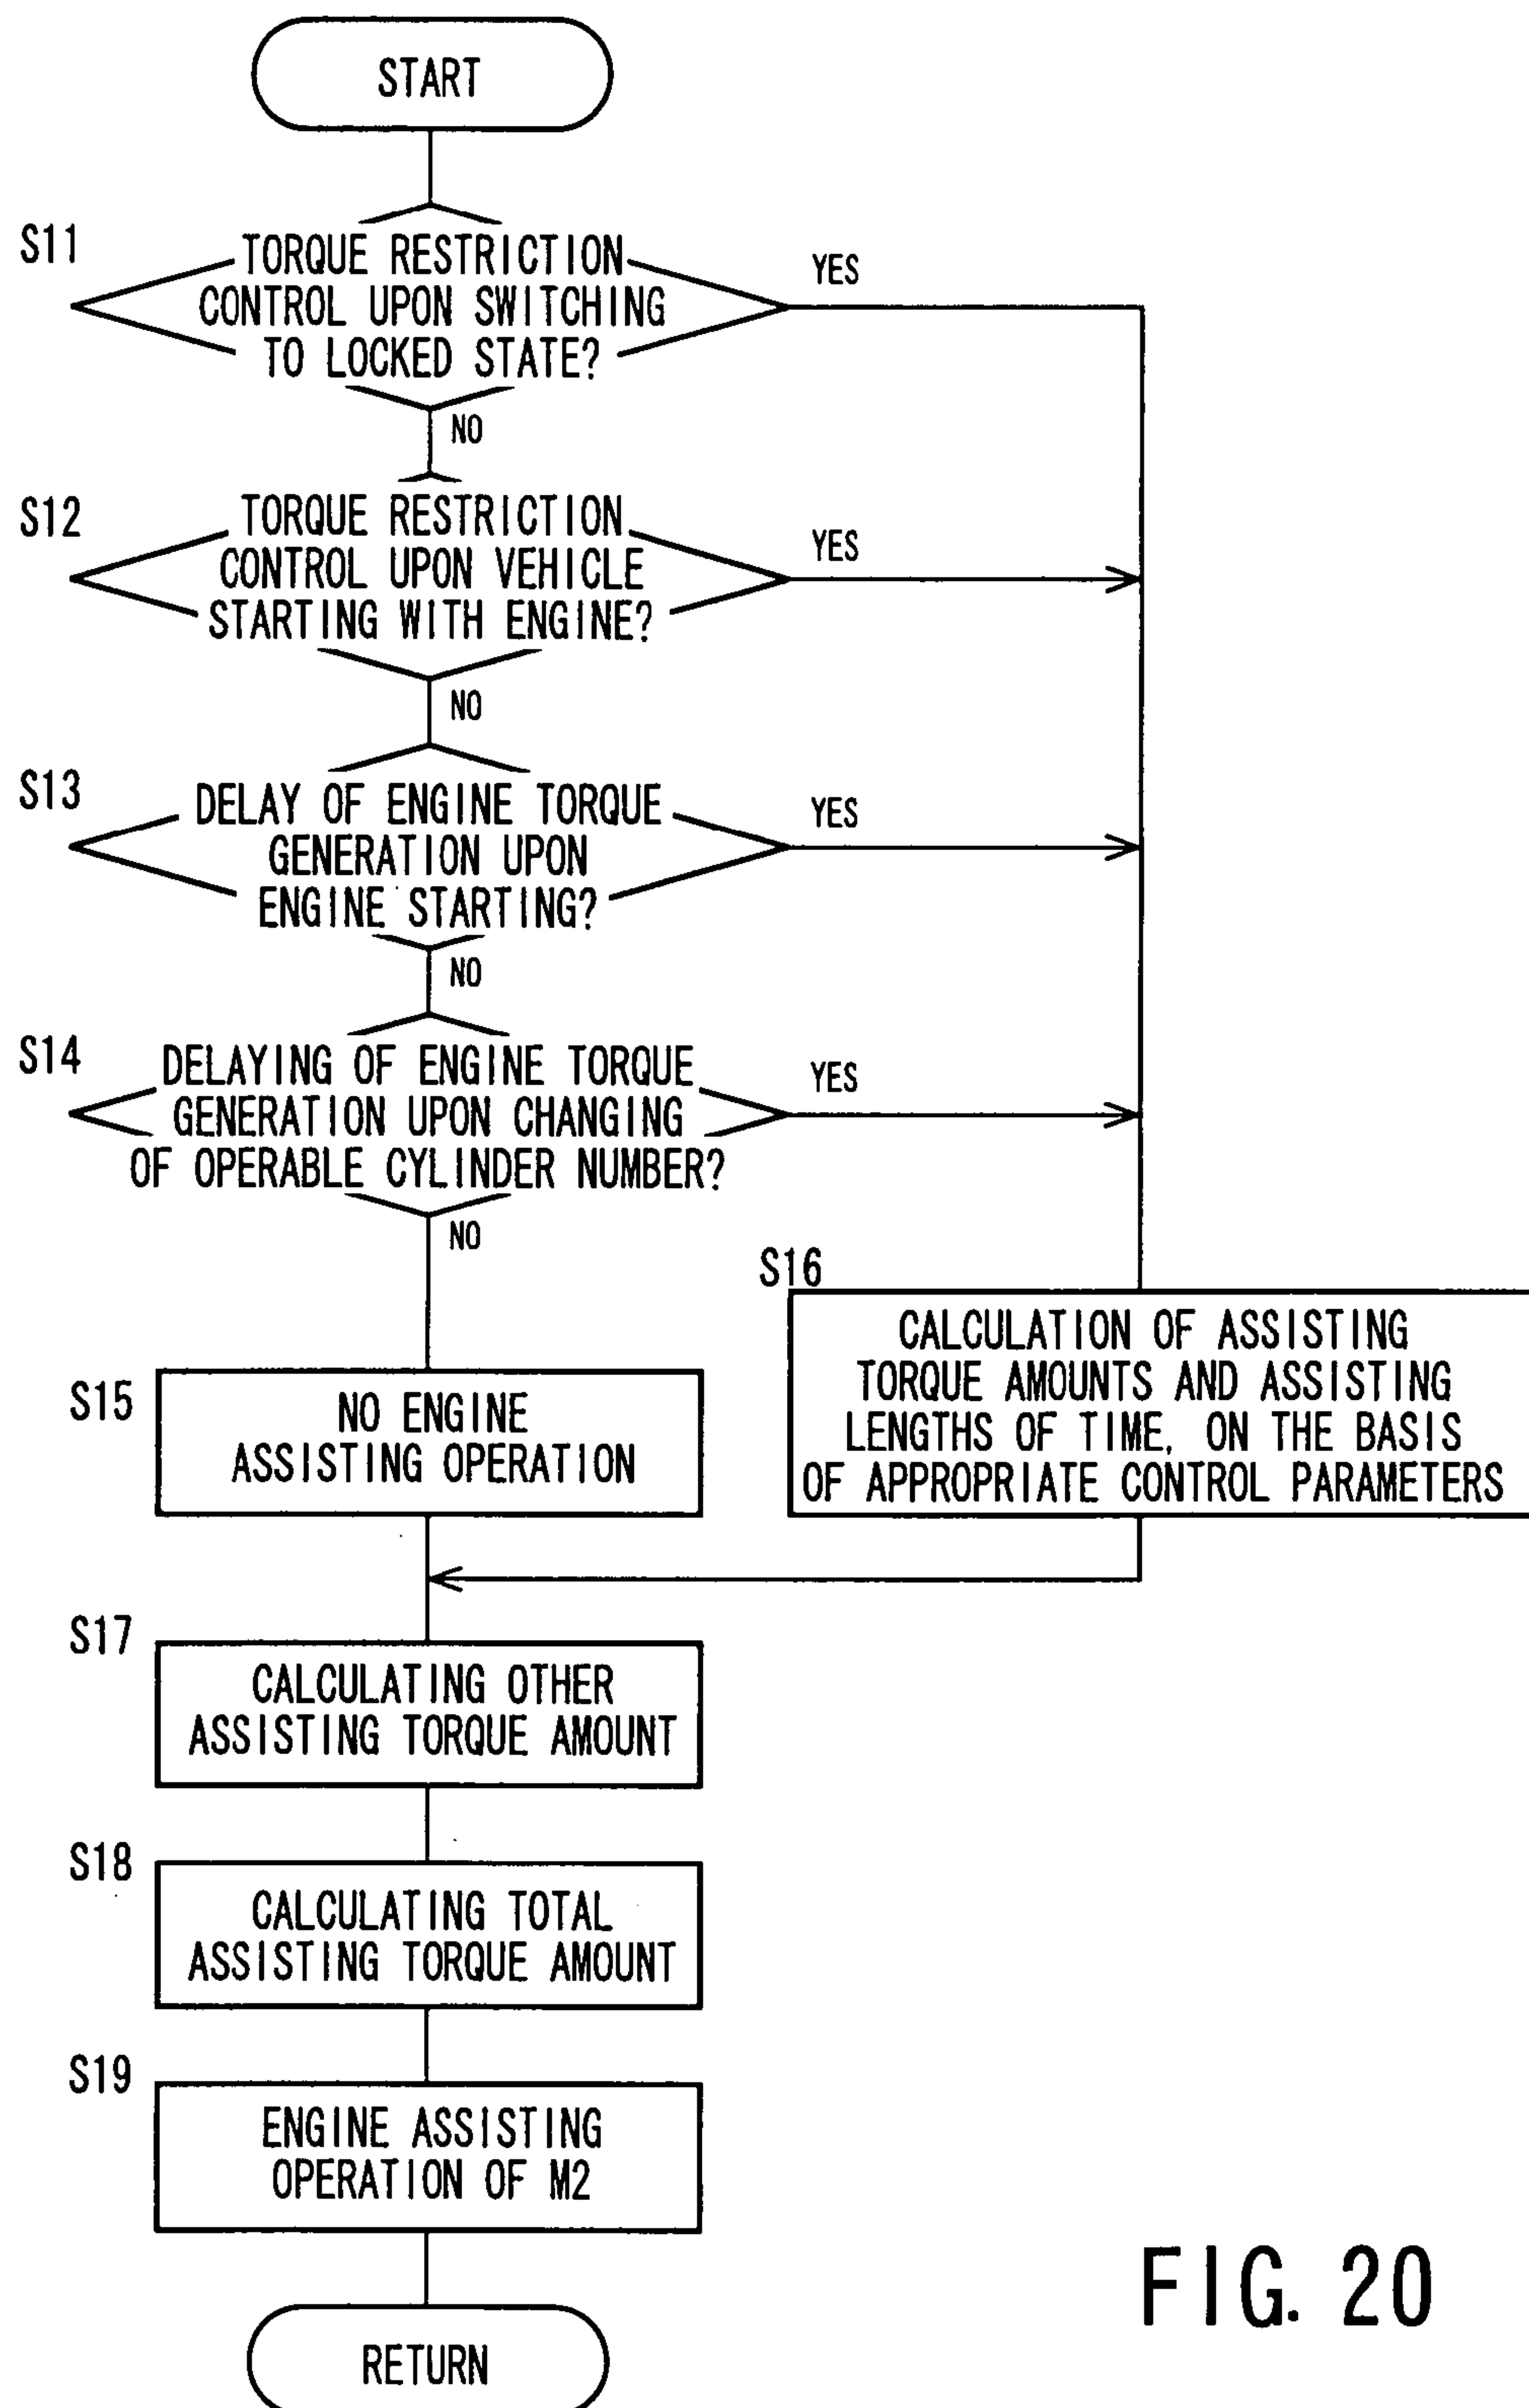 START
S11
TORQUE RESTRICTION
CONTROL UPON SWITCHING
TO LOCKED STATE?
YES
NO
S12
TORQUE RESTRICTION
CONTROL UPON VEHICLE
STARTING WITH ENGINE?
YES
NO
S13
DELAY OF ENGINE TORQUE
GENERATION UPON
ENGINE STARTING?
YES
NO
S14
DELAYING OF ENGINE TORQUE
GENERATION UPON CHANGING
OF OPERABLE CYLINDER NUMBER?
YES
NO
S16
CALCULATION OF ASSISTING
TORQUE AMOUNTS AND ASSISTING
LENGTHS OF TIME, ON THE BASIS
OF APPROPRIATE CONTROL PARAMETERS
S15
NO ENGINE
ASSISTING OPERATION
S17
CALCULATING OTHER
ASSISTING TORQUE AMOUNT
S18
CALCULATING TOTAL
ASSISTING TORQUE AMOUNT
S19
ENGINE ASSISTING
OPERATION OF M2
RETURN
FIG. 20